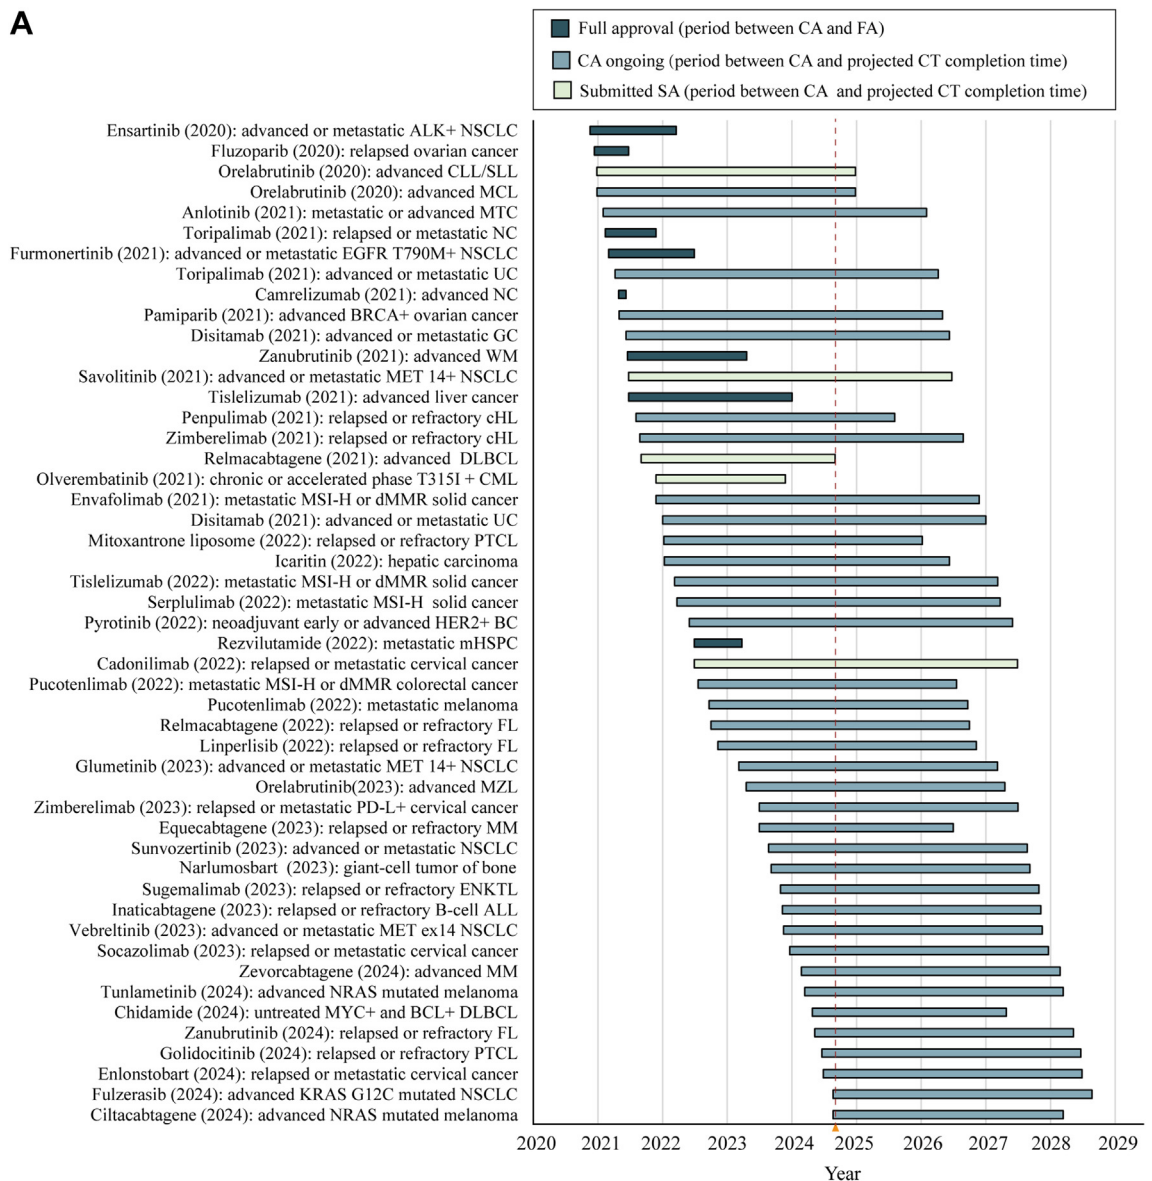 A
Full approval (period between CA and FA)
CA ongoing (period between CA and projected CT completion time)
Submitted SA (period between CA and projected CT completion time)
Ensartinib (2020): advanced or metastatic ALK+ NSCLC
Fluzoparib (2020): relapsed ovarian cancer
Orelabrutinib (2020): advanced CLL/SLL
Orelabrutinib (2020): advanced MCL
Anlotinib (2021): metastatic or advanced MTC
Toripalimab (2021): relapsed or metastatic NC
Furmonertinib (2021): advanced or metastatic EGFR T790M+ NSCLC
Toripalimab (2021): advanced or metastatic UC
Camrelizumab (2021): advanced NC
Pamiparib (2021): advanced BRCA+ ovarian cancer
Disitamab (2021): advanced or metastatic GC
Zanubrutinib (2021): advanced WM
Savolitinib (2021): advanced or metastatic MET 14+ NSCLC
Tislelizumab (2021): advanced liver cancer
Penpulimab (2021): relapsed or refractory cHL
Zimberelimab (2021): relapsed or refractory cHL
Relmacabtagene (2021): advanced DLBCL
Olverembatinib (2021): chronic or accelerated phase T315I + CML
Envafolimab (2021): metastatic MSI-H or dMMR solid cancer
Disitamab (2021): advanced or metastatic UC
Mitoxantrone liposome (2022): relapsed or refractory PTCL
Icaritin (2022): hepatic carcinoma
Tislelizumab (2022): metastatic MSI-H or dMMR solid cancer
Serplulimab (2022): metastatic MSI-H solid cancer
Pyrotinib (2022): neoadjuvant early or advanced HER2+ BC
Rezvilutamide (2022): metastatic mHSPC
Cadonilimab (2022): relapsed or metastatic cervical cancer
Pucotenlimab (2022): metastatic MSI-H or dMMR colorectal cancer
Pucotenlimab (2022): metastatic melanoma
Relmacabtagene (2022): relapsed or refractory FL
Linperlisib (2022): relapsed or refractory FL
Glumetinib (2023): advanced or metastatic MET 14+ NSCLC
Orelabrutinib(2023): advanced MZL
Zimberelimab (2023): relapsed or metastatic PD-L+ cervical cancer
Equecabtagene (2023): relapsed or refractory MM
Sunvozertinib (2023): advanced or metastatic NSCLC
Narlumosbart (2023): giant-cell tumor of bone
Sugemalimab (2023): relapsed or refractory ENKTL
Inaticabtagene (2023): relapsed or refractory B-cell ALL
Vebreltinib (2023): advanced or metastatic MET ex14 NSCLC
Socazolimab (2023): relapsed or metastatic cervical cancer
Zevorcabtagene (2024): advanced MM
Tunlametinib (2024): advanced NRAS mutated melanoma
Chidamide (2024): untreated MYC+ and BCL+ DLBCL
Zanubrutinib (2024): relapsed or refractory FL
Golidocitinib (2024): relapsed or refractory PTCL
Enlonstobart (2024): relapsed or metastatic cervical cancer
Fulzerasib (2024): advanced KRAS G12C mutated NSCLC
Ciltacabtagene (2024): advanced NRAS mutated melanoma
2020 2021 2022 2023 2024 2025 2026 2027 2028 2029
Year